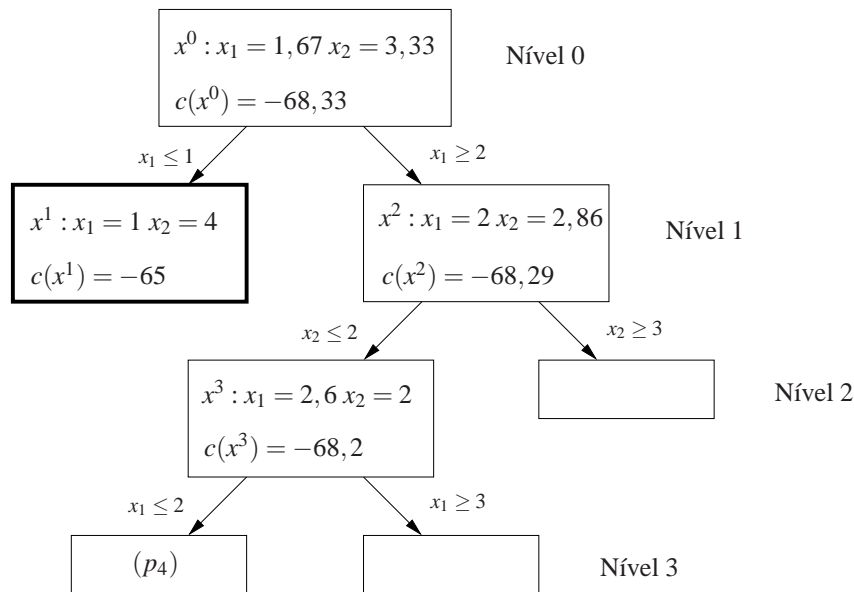 x⁰ : x₁ = 1,67 x₂ = 3,33
c(x⁰) = −68,33
Nível 0
x₁ ≤ 1
x₁ ≥ 2
x¹ : x₁ = 1 x₂ = 4
c(x¹) = −65
x² : x₁ = 2 x₂ = 2,86
c(x²) = −68,29
Nível 1
x₂ ≤ 2
x₂ ≥ 3
x³ : x₁ = 2,6 x₂ = 2
c(x³) = −68,2
Nível 2
x₁ ≤ 2
x₁ ≥ 3
(p₄)
Nível 3